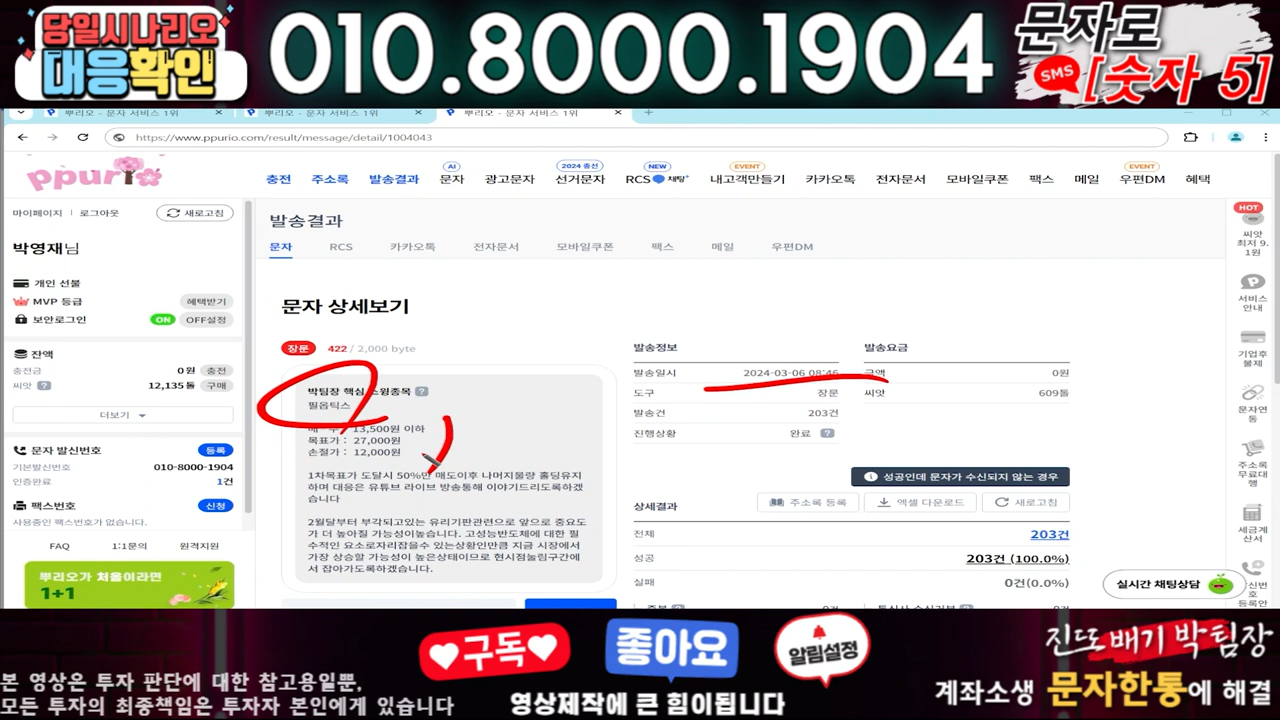 당일시나리오
대응확인
010.8000.1904
문자로
SMS
[숫자 5]
뿌리오 - 문자 서비스 1위
뿌리오 - 문자 서비스 1위
뿌리오 - 문자 서비스 1위
https://www.ppurio.com/result/message/detail/1004043
ppurio
충전
주소록
발송결과
AI
문자
광고문자
2024 총선
선거문자
NEW
RCS 채팅+
EVENT
내고객만들기
카카오톡
전자문서
모바일쿠폰
팩스
메일
EVENT
우편DM
혜택
마이페이지 | 로그아웃
새로고침
박영재님
개인 선불
MVP 등급
혜택받기
보안로그인
ON
OFF설정
잔액
충전금
0원
충전
씨앗 ?
12,135톨
구매
더보기
문자 발신번호
등록
기본발신번호
010-8000-1904
인증완료
1건
팩스번호
신청
사용중인 팩스번호가 없습니다.
FAQ
1:1문의
원격지원
뿌리오가 처음이라면
1+1
발송결과
문자
RCS
카카오톡
전자문서
모바일쿠폰
팩스
메일
우편DM
문자 상세보기
장문
422 / 2,000 byte
박팀장 핵심 스윙종목 ?
필옵틱스
13,500원 이하
목표가 : 27,000원
손절가 : 12,000원
1차목표가 도달시 50%만 매도이후 나머지물량 홀딩유지
하며 대응은 유튜브 라이브 방송통해 이야기드리도록하겠
습니다
2월달부터 부각되고있는 유리기판관련으로 앞으로 중요도
가 더 높아질 가능성이높습니다. 고성능반도체에 대한 필
수적인 요소로자리잡을수 있는상황인만큼 지금 시장에서
가장 상승할 가능성이 높은상태이므로 현시점눌림구간에
서 잡아가도록하겠습니다.
발송정보
발송일시
2024-03-06 08:46
도구
장문
발송건
203건
진행상황
완료 ?
발송요금
금액
0원
씨앗
609톨
성공인데 문자가 수신되지 않는 경우
상세결과
주소록 등록
엑셀 다운로드
새로고침
전체
203건
성공
203건 (100.0%)
실패
0건(0.0%)
실시간 채팅상담
HOT
씨앗
최저 9.
1원
서비스
안내
기업후
불제
문자연
동
주소록
무료대
행
세금계
산서
등록안
구독
좋아요
알림설정
영상제작에 큰 힘이됩니다
본 영상은 투자 판단에 대한 참고용일뿐,
모든 투자의 최종책임은 투자자 본인에게 있습니다
진또배기 박팀장
계좌소생 문자한통에 해결